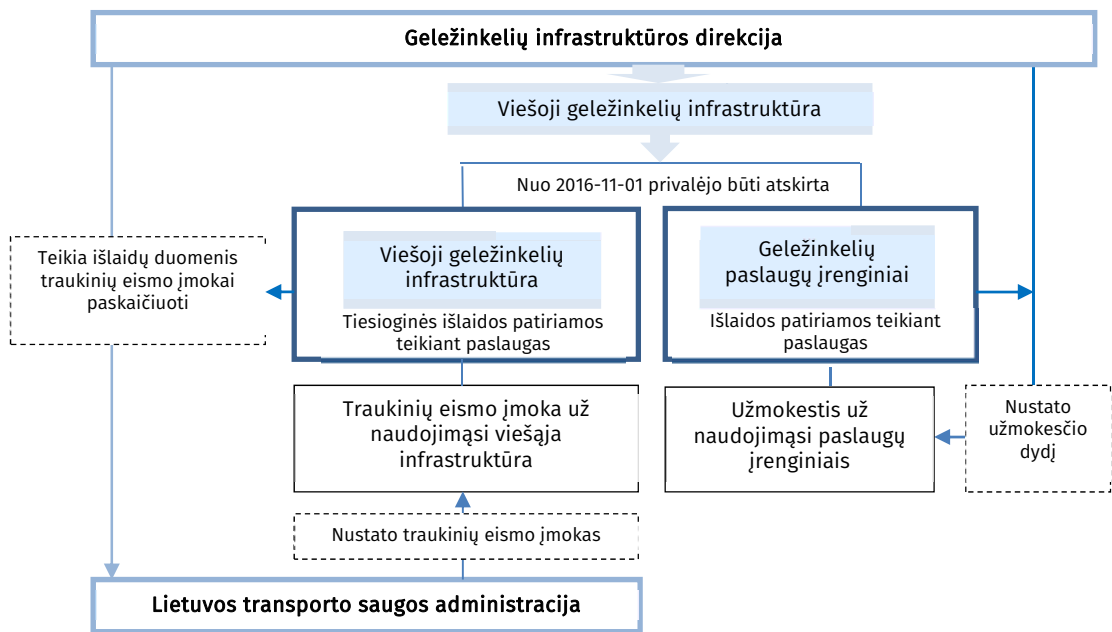 Geležinkelių infrastruktūros direkcija
Viešoji geležinkelių infrastruktūra
Nuo 2016-11-01 privalėjo būti atskirta
Teikia išlaidų duomenis
traukinių eismo įmokai
paskaičiuoti
Viešoji geležinkelių
infrastruktūra
Tiesioginės išlaidos patiriamos
teikiant paslaugas
Geležinkelių
paslaugų įrenginiai
Išlaidos patiriamos teikiant
paslaugas
Traukinių eismo įmoka už
naudojimąsi viešąja
infrastruktūra
Užmokestis už
naudojimąsi paslaugų
įrenginiais
Nustato
užmokesčio
dydį
Nustato traukinių eismo įmokas
Lietuvos transporto saugos administracija